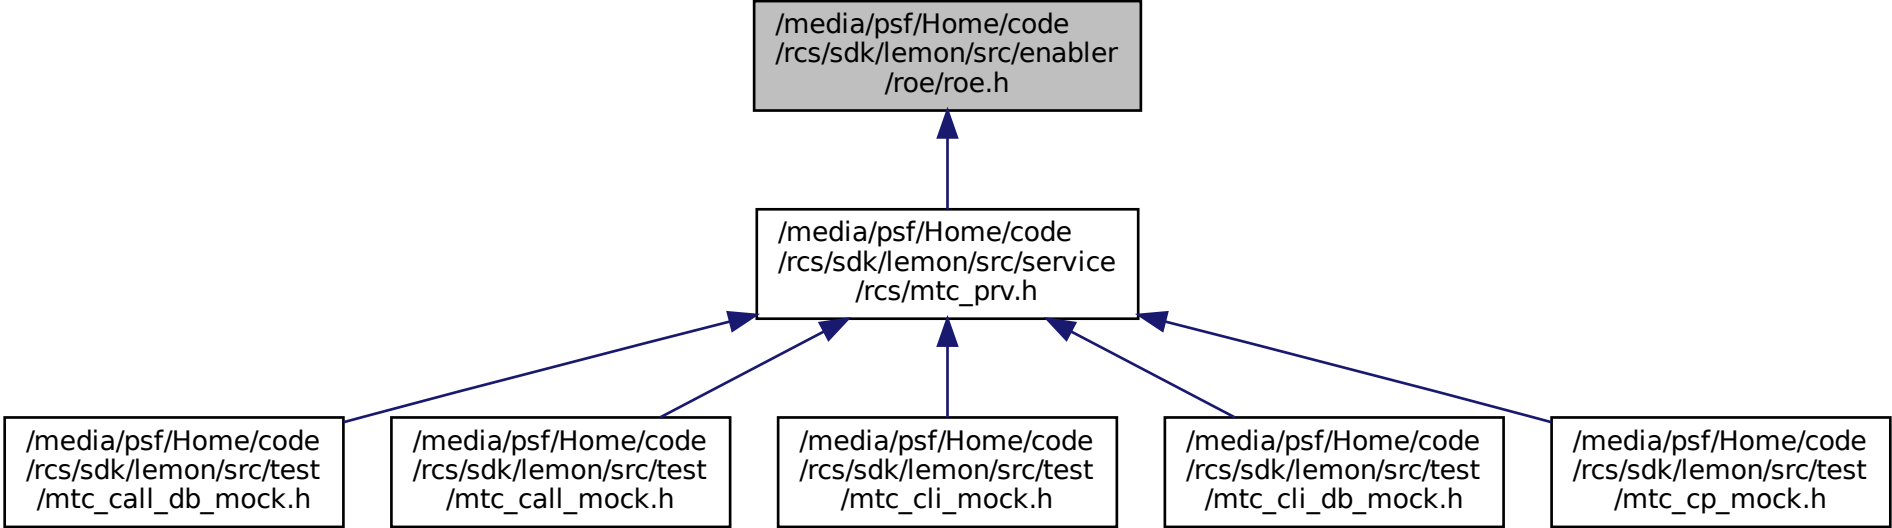 /media/psf/Home/code
/rcs/sdk/lemon/src/enabler
/roe/roe.h
/media/psf/Home/code
/rcs/sdk/lemon/src/service
/rcs/mtc_prv.h
/media/psf/Home/code
/rcs/sdk/lemon/src/test
/mtc_call_db_mock.h
/media/psf/Home/code
/rcs/sdk/lemon/src/test
/mtc_call_mock.h
/media/psf/Home/code
/rcs/sdk/lemon/src/test
/mtc_cli_mock.h
/media/psf/Home/code
/rcs/sdk/lemon/src/test
/mtc_cli_db_mock.h
/media/psf/Home/code
/rcs/sdk/lemon/src/test
/mtc_cp_mock.h